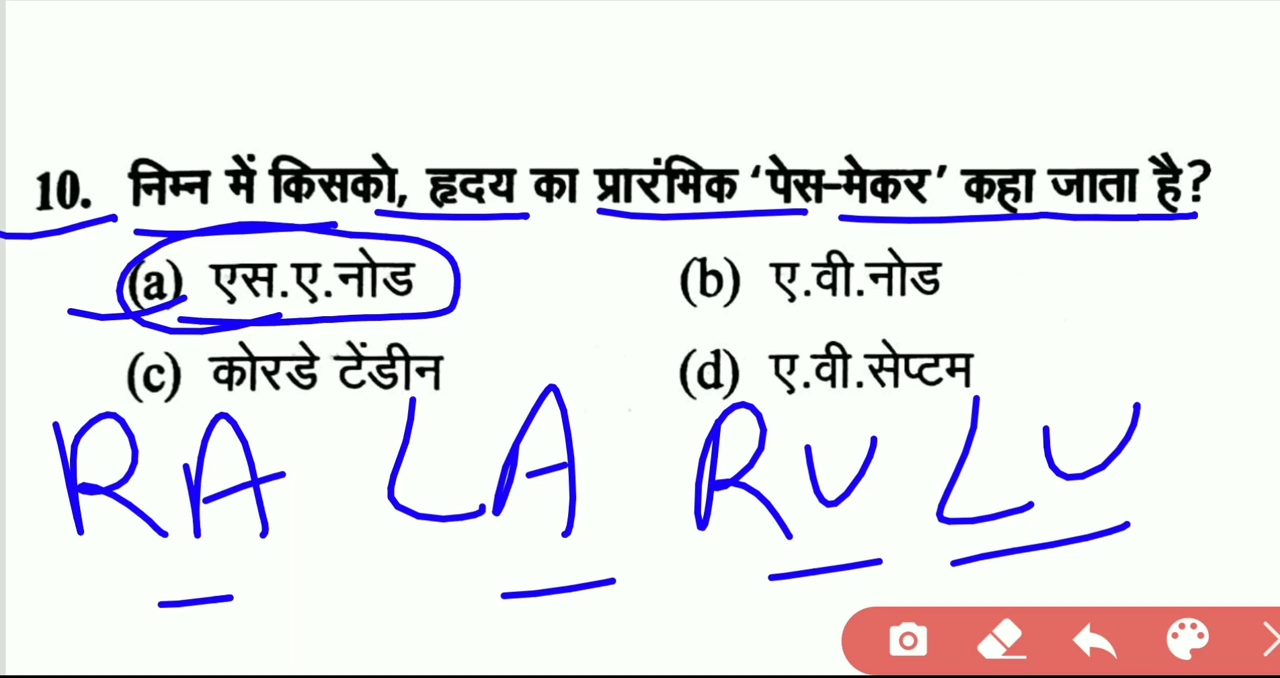 10. निम्न में किसको, हृदय का प्रारंभिक ‘पेस-मेकर’ कहा जाता है?
(a) एस.ए.नोड (b) ए.वी.नोड
(c) कोरडे टेंडीन (d) ए.वी.सेप्टम
RA LA RV LV